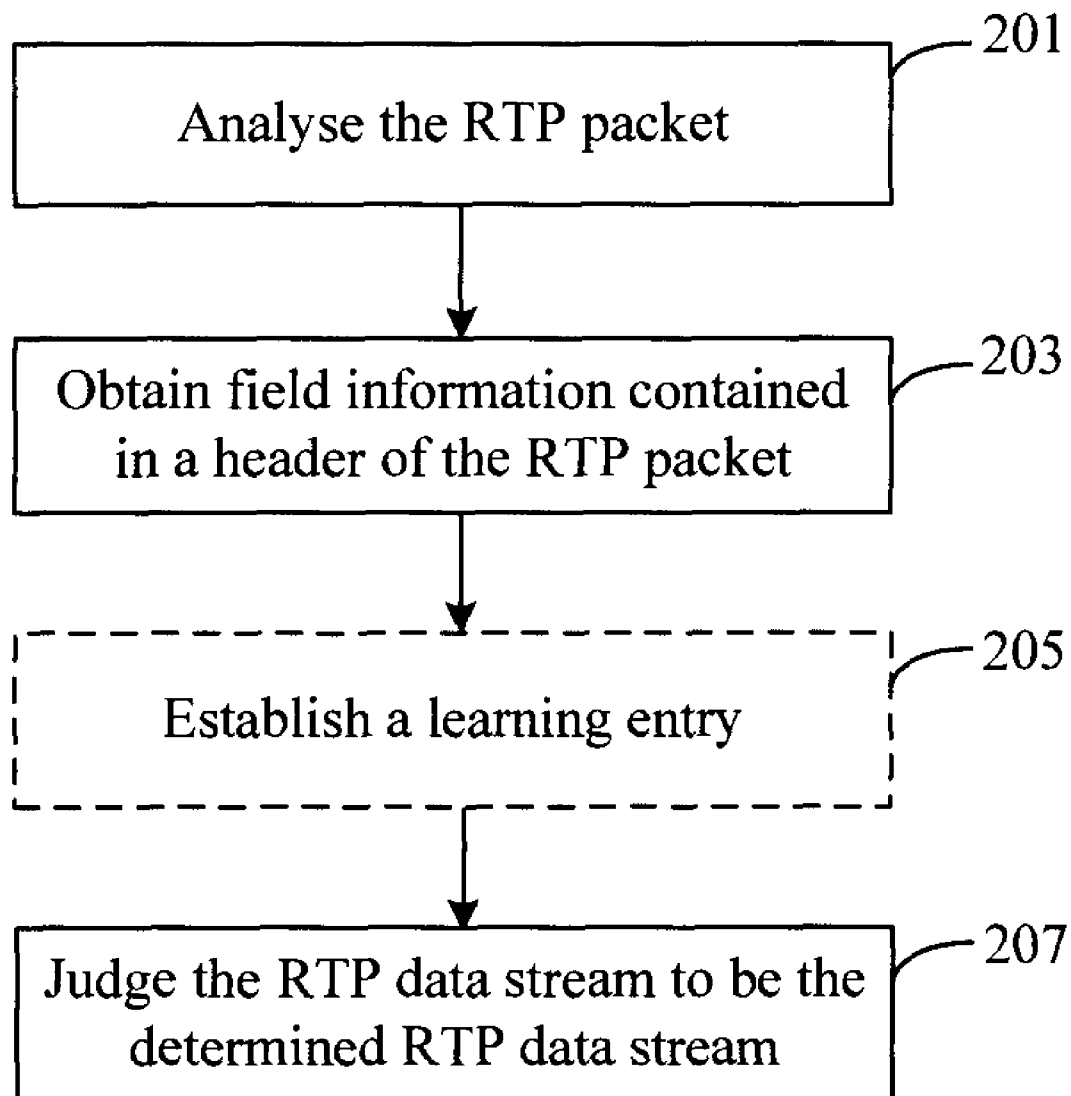 201
Analyse the RTP packet
203
Obtain field information contained
in a header of the RTP packet
205
Establish a learning entry
207
Judge the RTP data stream to be the
determined RTP data stream